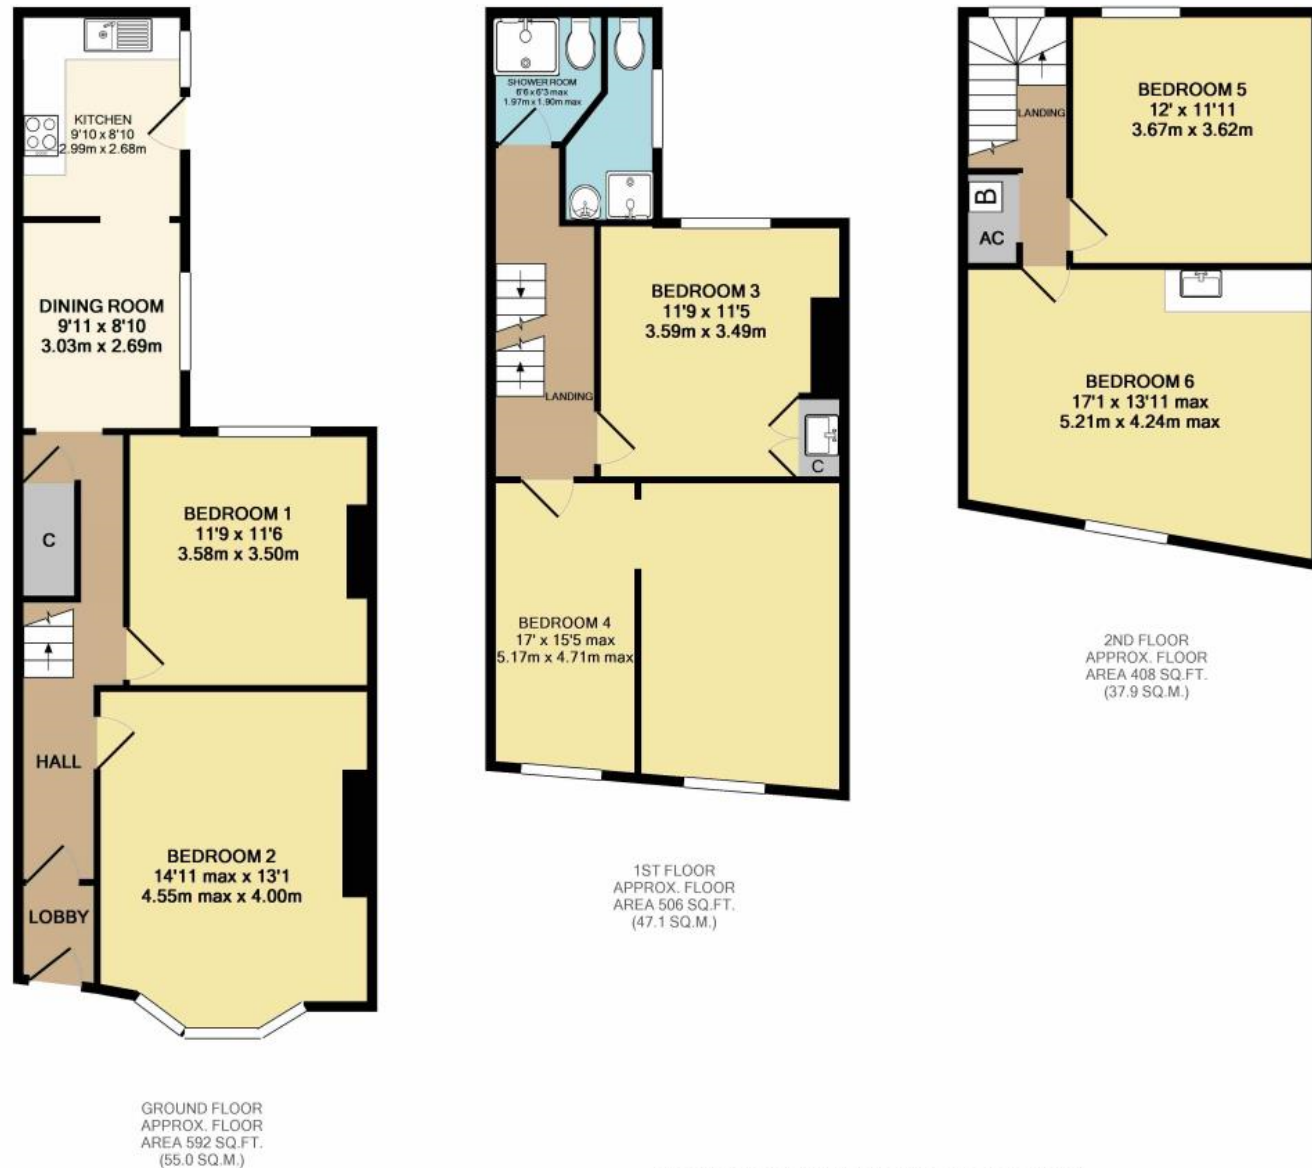 KITCHEN
9'10 x 8'10
2.99m x 2.68m
DINING ROOM
9'11 x 8'10
3.03m x 2.69m
BEDROOM 1
11'9 x 11'6
3.58m x 3.50m
C
HALL
BEDROOM 2
14'11 max x 13'1
4.55m max x 4.00m
LOBBY
GROUND FLOOR
APPROX. FLOOR
AREA 592 SQ.FT.
(55.0 SQ.M.)
SHOWER ROOM
6'6 x 6'3 max
1.97m x 1.90m max
BEDROOM 3
11'9 x 11'5
3.59m x 3.49m
LANDING
C
BEDROOM 4
17' x 15'5 max
5.17m x 4.71m max
1ST FLOOR
APPROX. FLOOR
AREA 506 SQ.FT.
(47.1 SQ.M.)
BEDROOM 5
12' x 11'11
3.67m x 3.62m
LANDING
B
AC
BEDROOM 6
17'1 x 13'11 max
5.21m x 4.24m max
2ND FLOOR
APPROX. FLOOR
AREA 408 SQ.FT.
(37.9 SQ.M.)